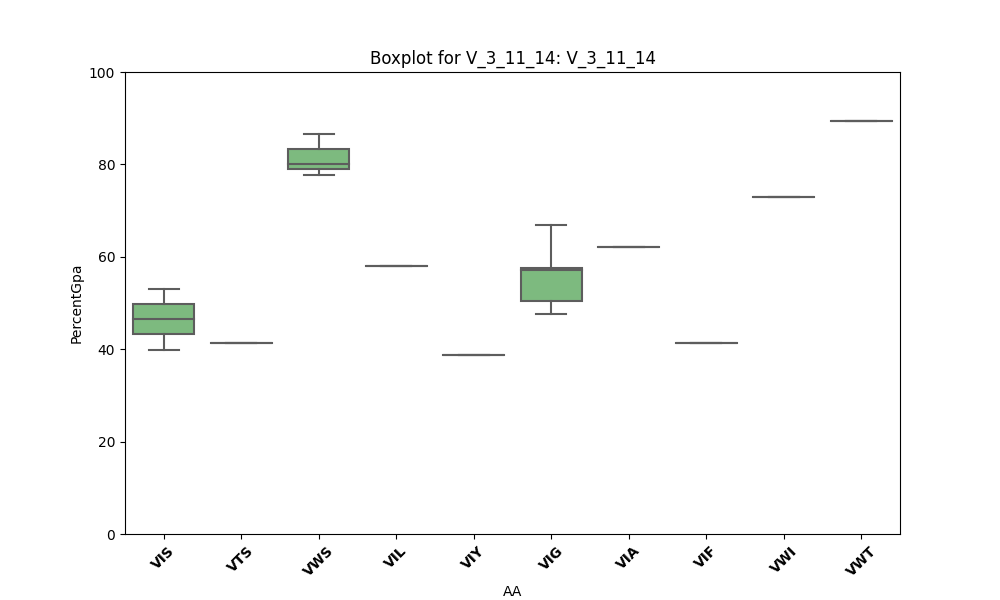 Boxplot for V_3_11_14: V_3_11_14
100
80
60
40
20
0
PercentGpa
VIS
VTS
VWS
VIL
VIY
VIG
VIA
VIF
VWI
VWT
AA